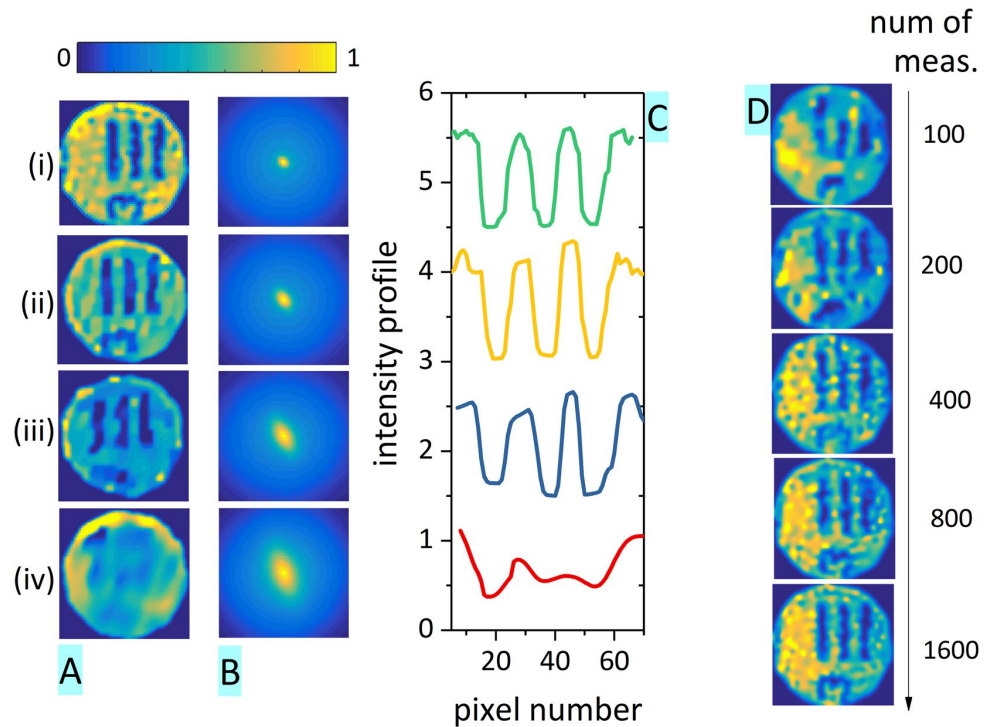 0
1
num of
meas.
(i)
(ii)
(iii)
(iv)
A
B
C
D
6
5
4
3
2
1
0
intensity profile
20
40
60
pixel number
100
200
400
800
1600